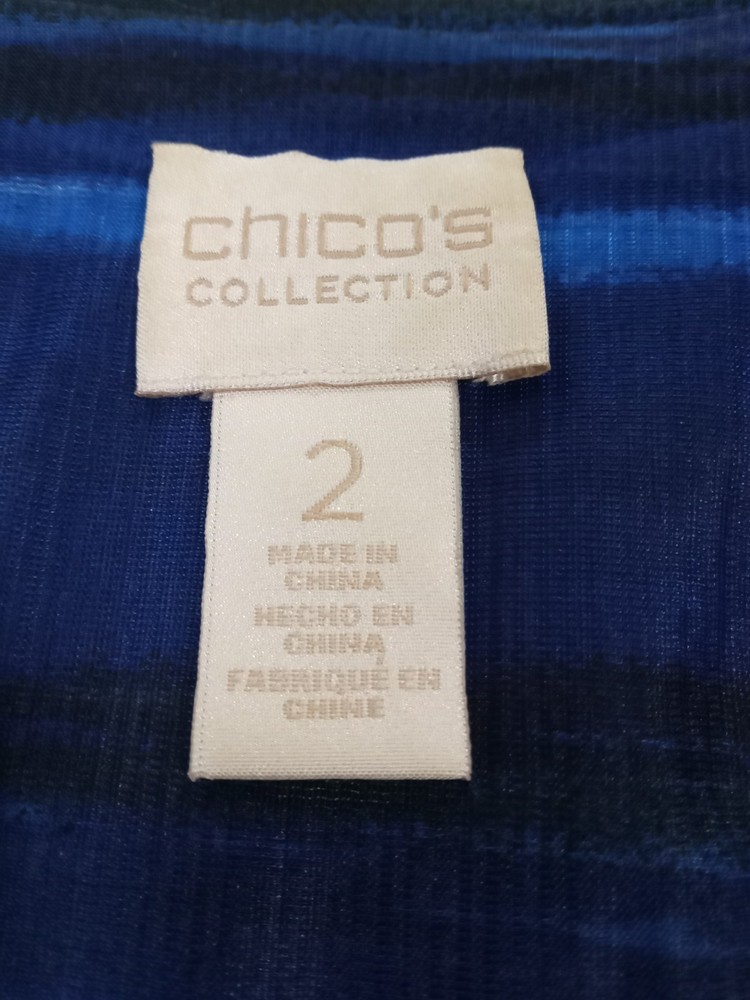 chico's
COLLECTION
2
MADE IN
CHINA
HECHO EN
CHINA
FABRIQUÉ EN
CHINE